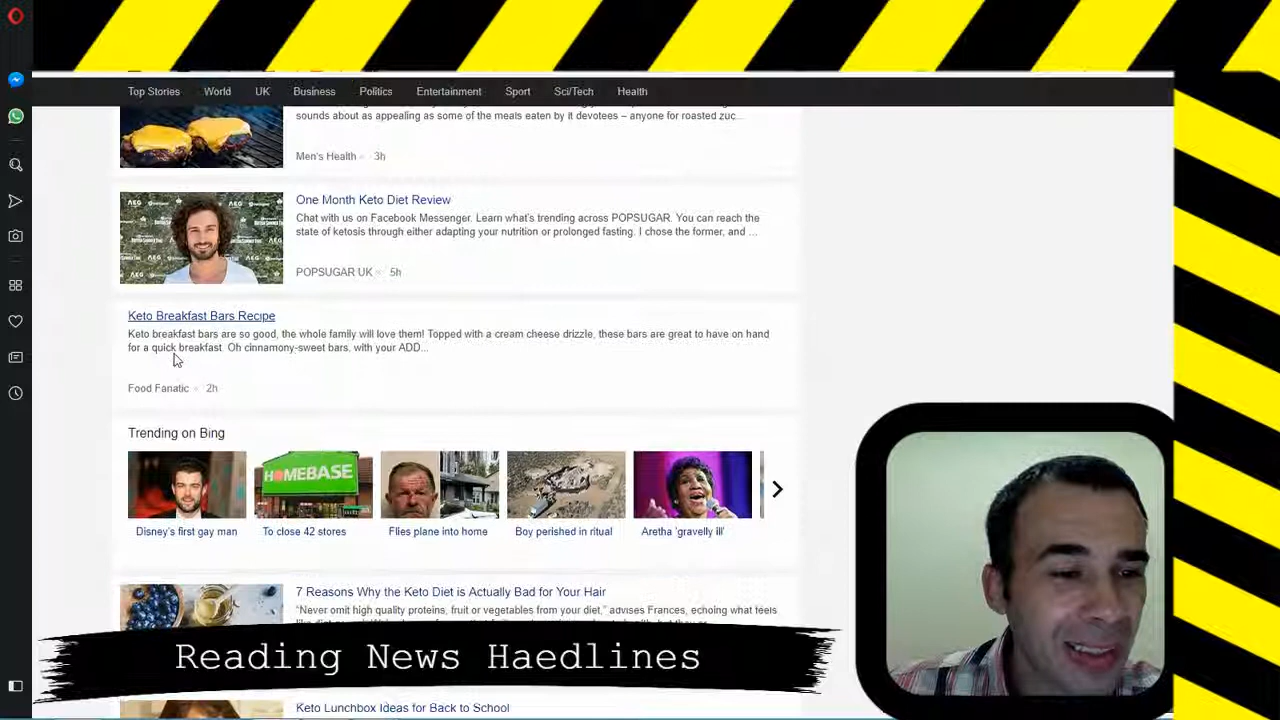 Top Stories World UK Business Politics Entertainment Sport Sci/Tech Health
sounds about as appealing as some of the meals eaten by it devotees – anyone for roasted zuc...
Men's Health 3h
One Month Keto Diet Review
Chat with us on Facebook Messenger. Learn what's trending across POPSUGAR. You can reach the
state of ketosis through either adapting your nutrition or prolonged fasting. I chose the former, and ...
POPSUGAR UK 5h
Keto Breakfast Bars Recipe
Keto breakfast bars are so good, the whole family will love them! Topped with a cream cheese drizzle, these bars are great to have on hand
for a quick breakfast Oh cinnamony-sweet bars, with your ADD...
Food Fanatic 2h
Trending on Bing
HOMEBASE
Disney's first gay man To close 42 stores Flies plane into home Boy perished in ritual Aretha 'gravelly ill'
7 Reasons Why the Keto Diet is Actually Bad for Your Hair
“Never omit high quality proteins, fruit or vegetables from your diet,” advises Frances, echoing what feels
Reading News Haedlines
Keto Lunchbox Ideas for Back to School